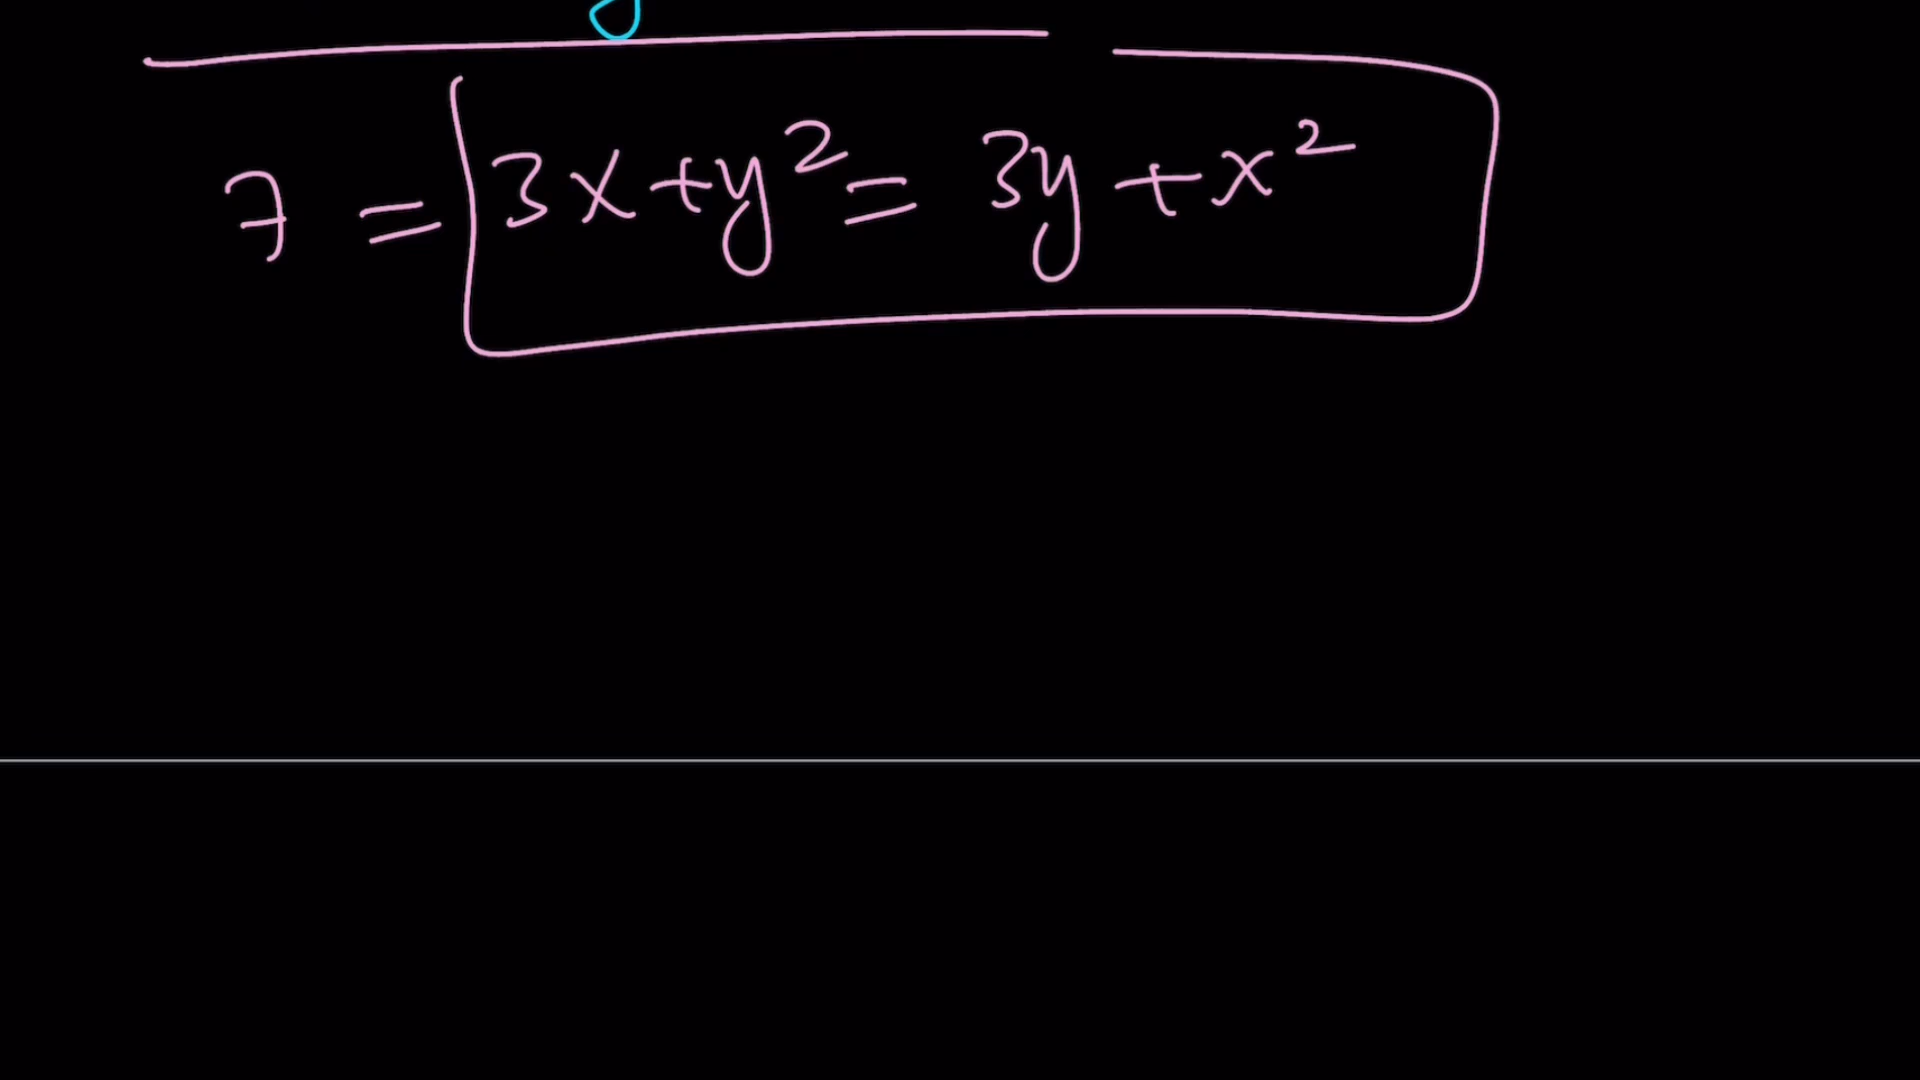 7 = 3x+y² = 3y+x²